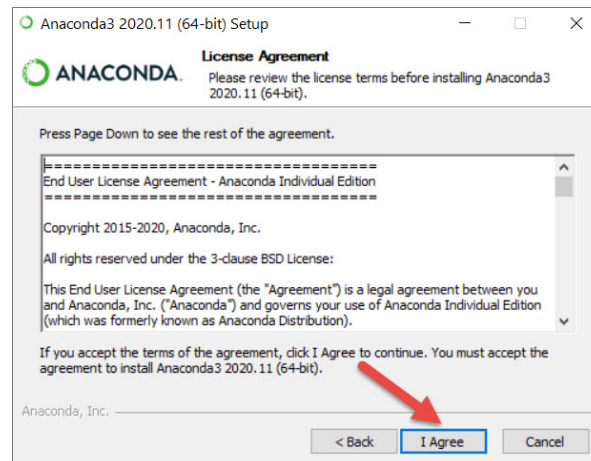 Anaconda3 2020.11 (64-bit) Setup
ANACONDA.
License Agreement
Please review the license terms before installing Anaconda3
2020.11 (64-bit).
Press Page Down to see the rest of the agreement.
===================================
End User License Agreement - Anaconda Individual Edition
===================================
Copyright 2015-2020, Anaconda, Inc.
All rights reserved under the 3-clause BSD License:
This End User License Agreement (the "Agreement") is a legal agreement between you
and Anaconda, Inc. ("Anaconda") and governs your use of Anaconda Individual Edition
(which was formerly known as Anaconda Distribution).
If you accept the terms of the agreement, click I Agree to continue. You must accept the
agreement to install Anaconda3 2020.11 (64-bit).
Anaconda, Inc.
< Back
I Agree
Cancel